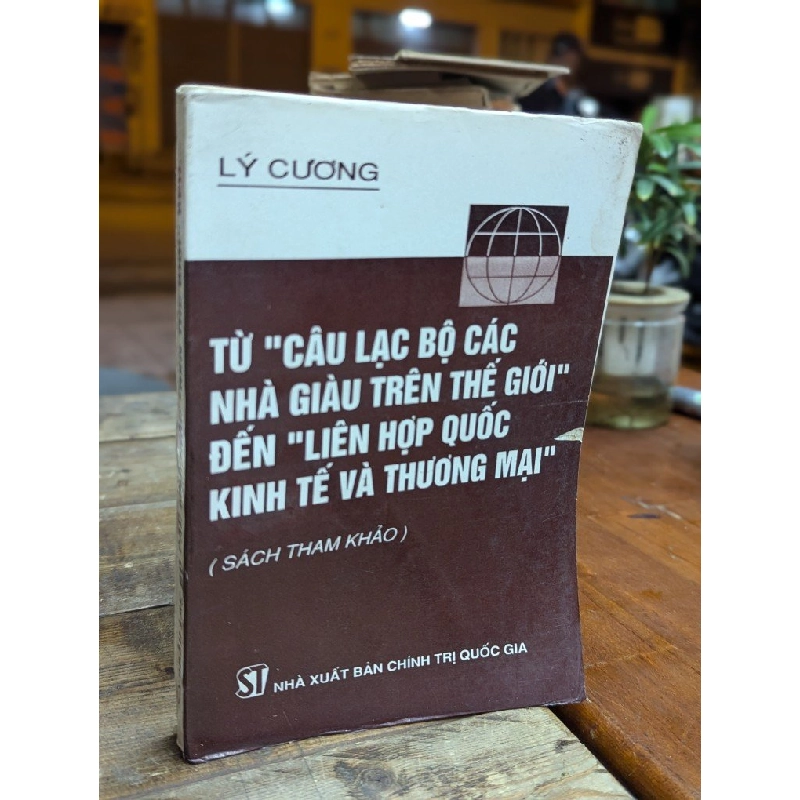 LÝ CƯƠNG
TỪ "CÂU LẠC BỘ CÁC
NHÀ GIÀU TRÊN THẾ GIỚI"
ĐẾN "LIÊN HỢP QUỐC
KINH TẾ VÀ THƯƠNG MẠI"
( SÁCH THAM KHẢO )
ST NHÀ XUẤT BẢN CHÍNH TRỊ QUỐC GIA